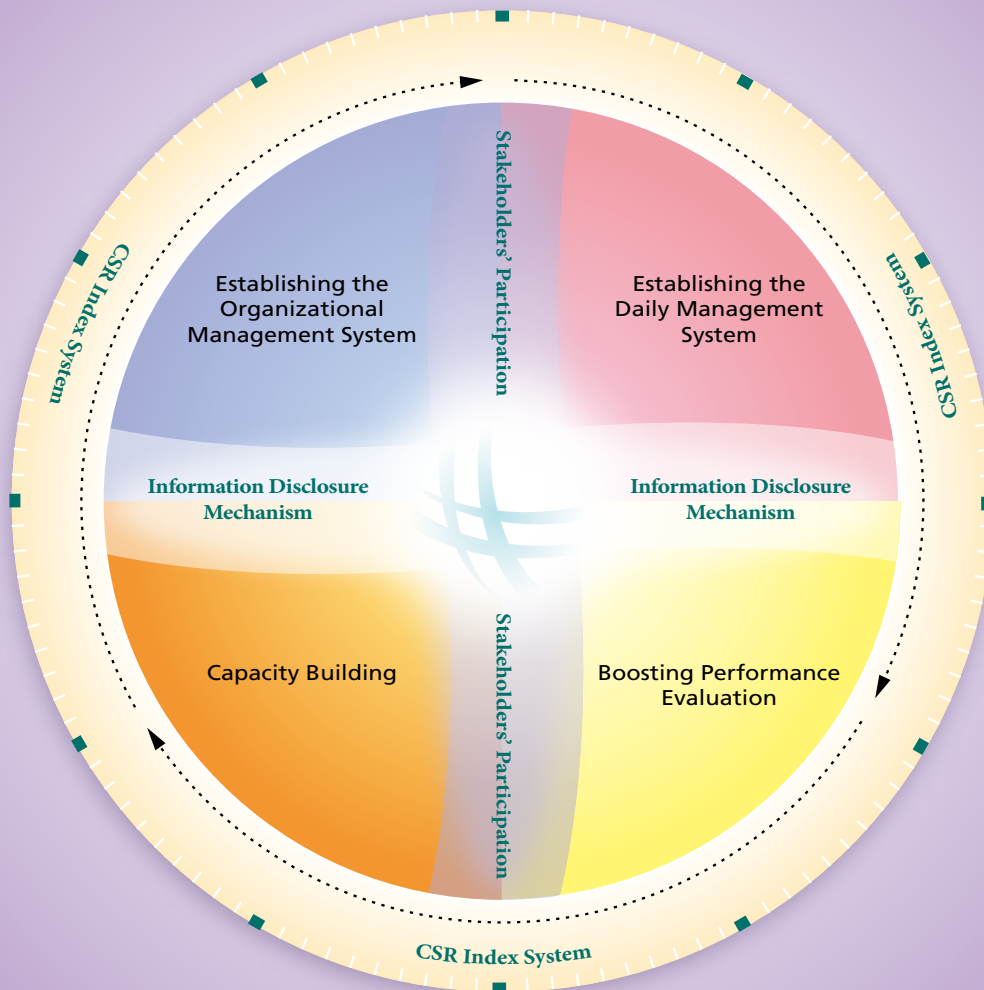 Stakeholders’ Participation
CSR Index System
CSR Index System
Establishing the
Organizational
Management System
Establishing the
Daily Management
System
Information Disclosure
Mechanism
Information Disclosure
Mechanism
Capacity Building
Boosting Performance
Evaluation
Stakeholders’ Participation
CSR Index System